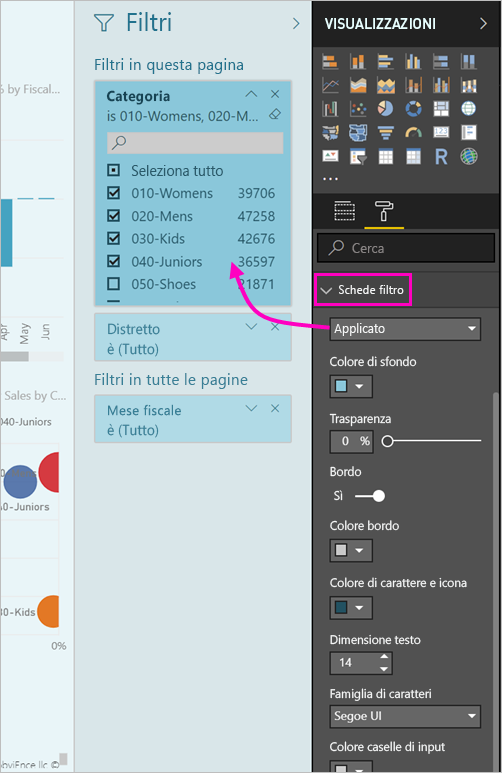 6 by Fiscal...
Apr
May
Jun
Sales by C...
040-Juniors
0-Juniors
30-Kids
0%
obviEnce llc ©
Filtri
Filtri in questa pagina
Categoria
is 010-Womens, 020-M...
Seleziona tutto
010-Womens 39706
020-Mens 47258
030-Kids 42676
040-Juniors 36597
050-Shoes 21871
Distretto
è (Tutto)
Filtri in tutte le pagine
Mese fiscale
è (Tutto)
VISUALIZZAZIONI
R
...
Cerca
Schede filtro
Applicato
Colore di sfondo
Trasparenza
0 %
Bordo
Sì
Colore bordo
Colore di carattere e icona
Dimensione testo
14
Famiglia di caratteri
Segoe UI
Colore caselle di input